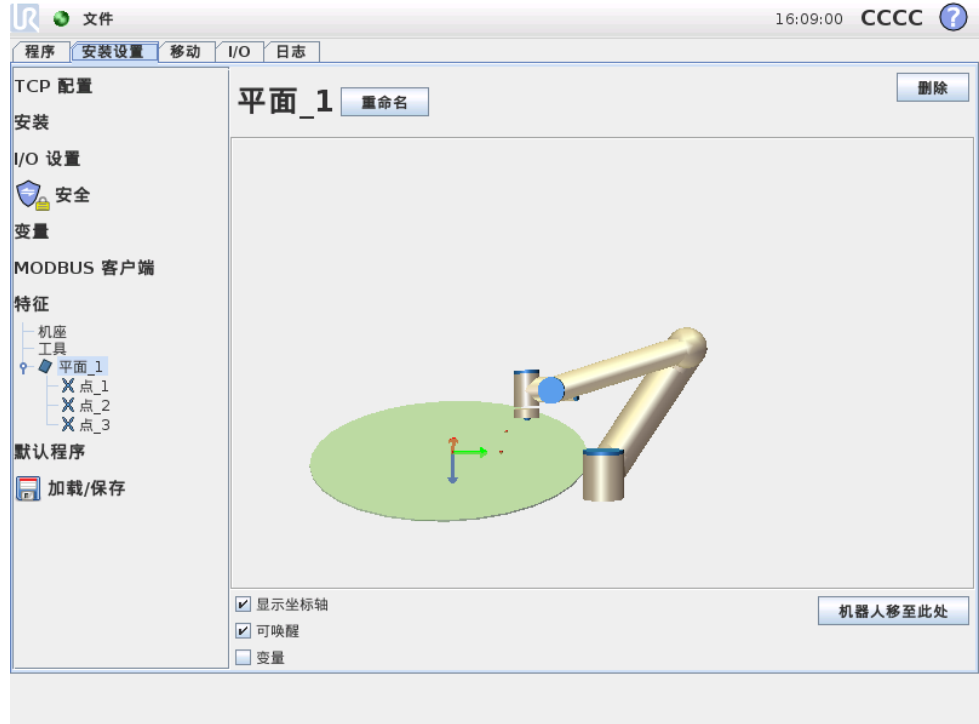 UR 文件 16:09:00 CCCC ?
程序 安装设置 移动 I/O 日志
TCP 配置
平面_1 重命名 删除
安装
I/O 设置
安全
变量
MODBUS 客户端
特征
机座
工具
平面_1
点_1
点_2
点_3
默认程序
加载/保存
显示坐标轴
可唤醒
变量
机器人移至此处